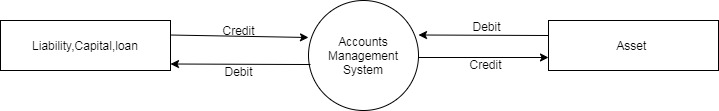 Liability,Capital,loan
Credit
Debit
Accounts
Management
System
Debit
Credit
Asset